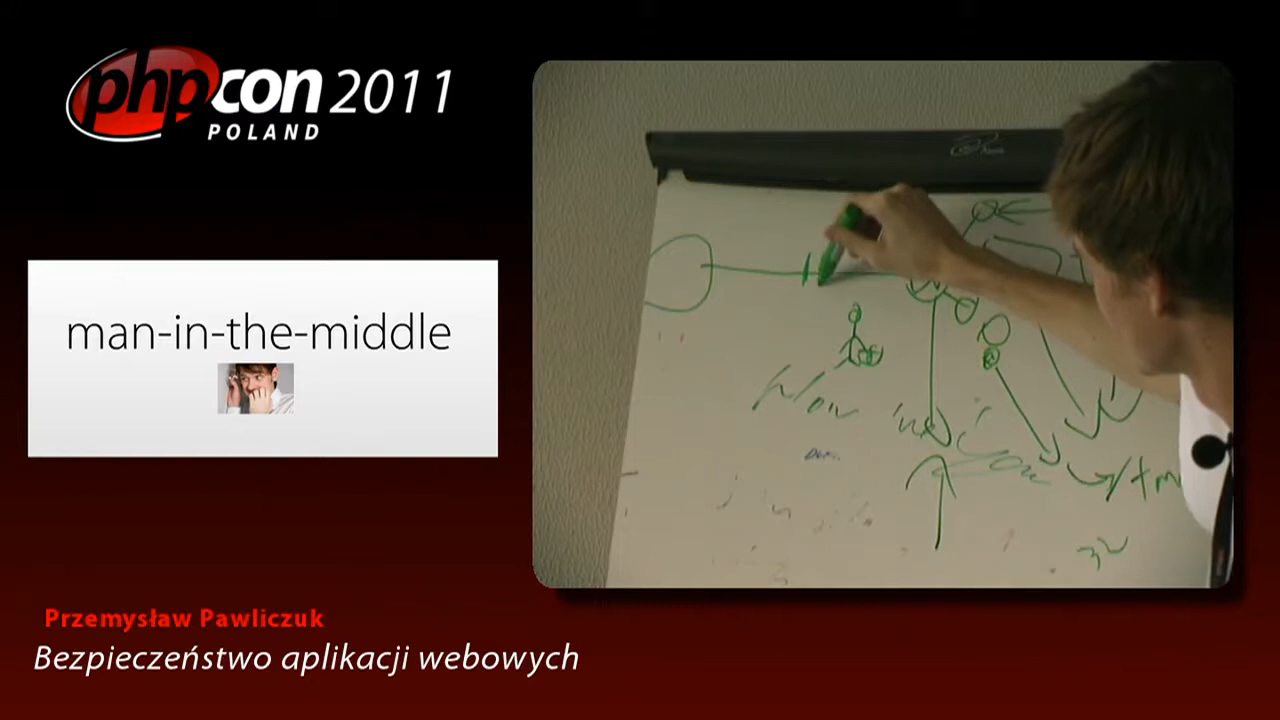 phpcon 2011
POLAND
man-in-the-middle
Przemysław Pawliczuk
Bezpieczeństwo aplikacji webowych